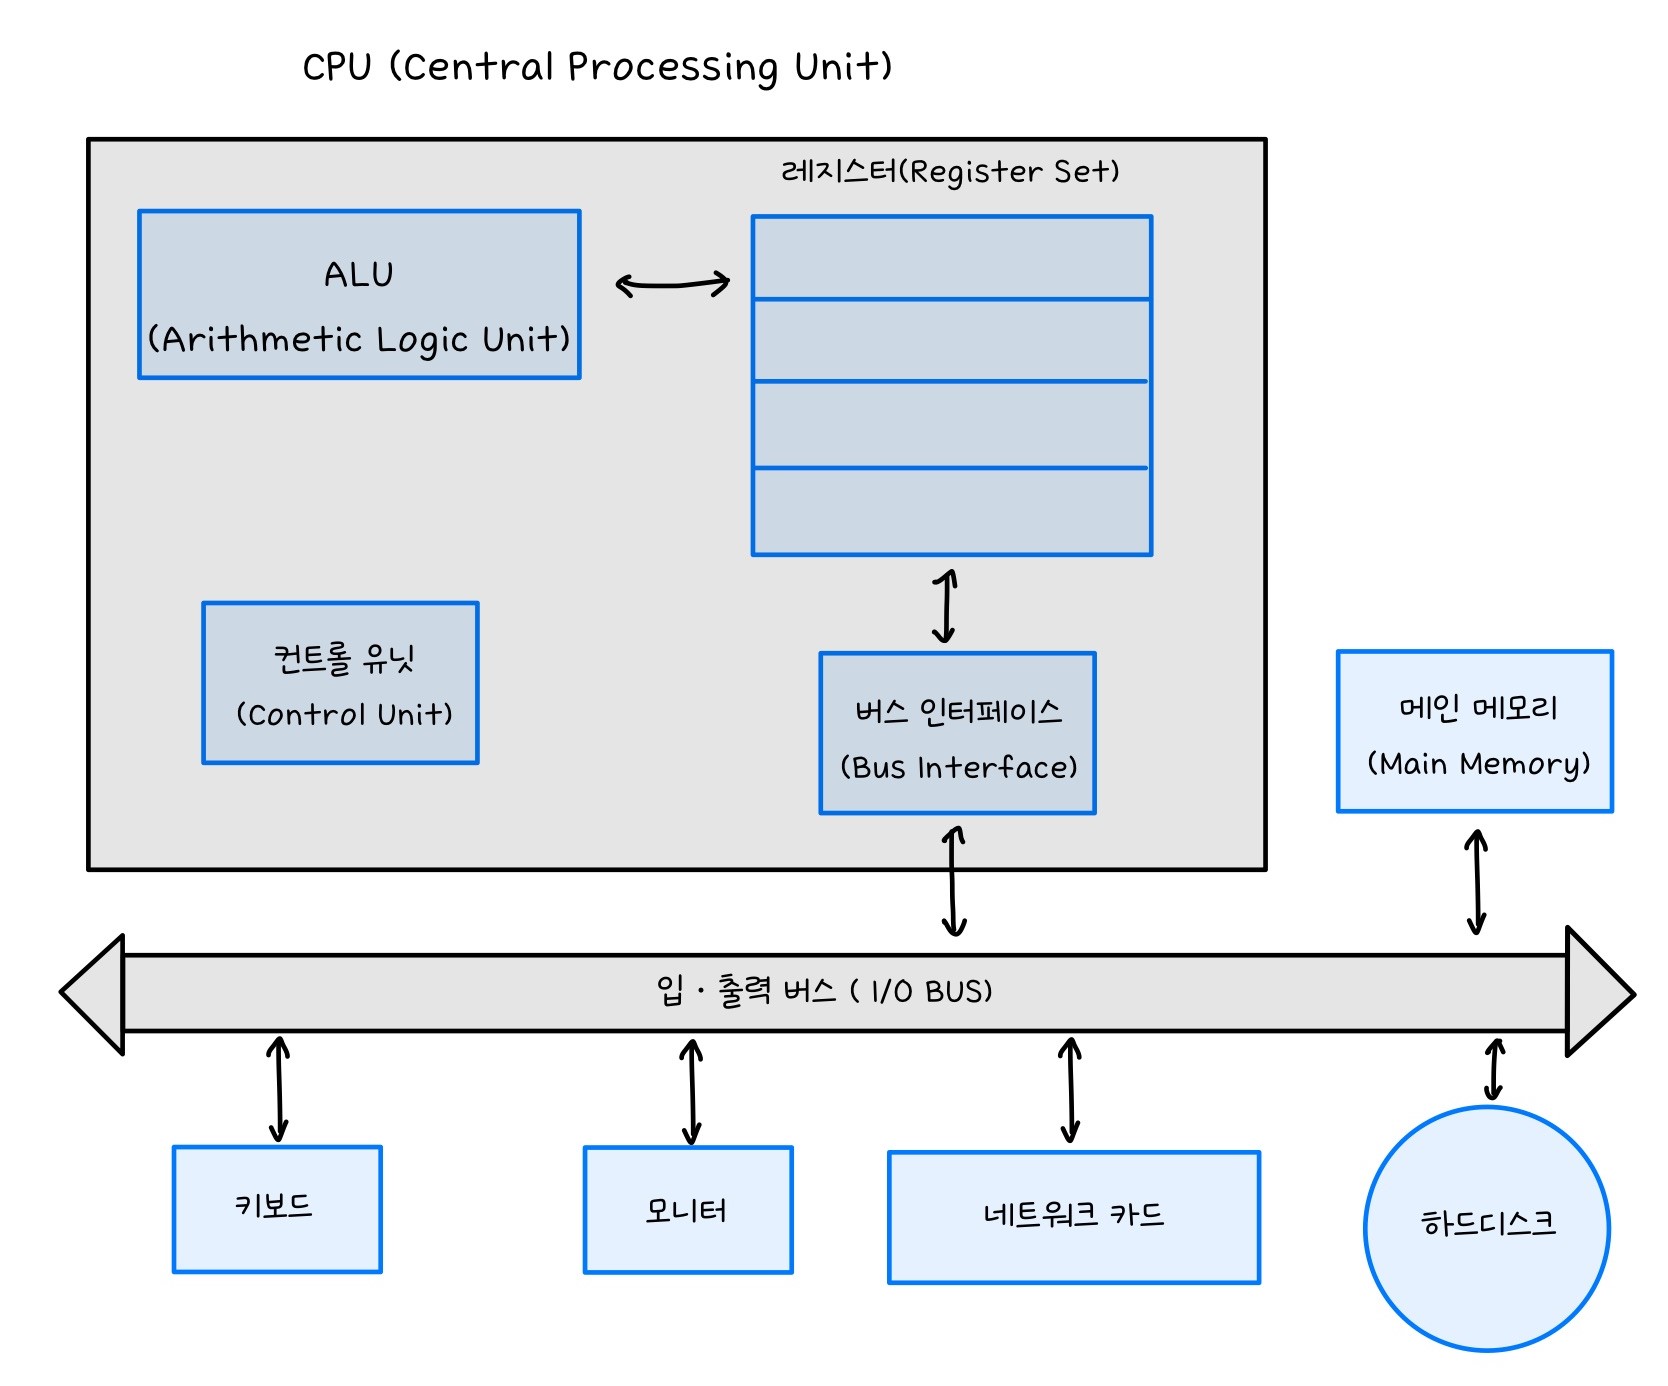 CPU (Central Processing Unit)
레지스터(Register Set)
ALU
(Arithmetic Logic Unit)
컨트롤 유닛
(Control Unit)
버스 인터페이스
(Bus Interface)
메인 메모리
(Main Memory)
입 · 출력 버스 ( I/O BUS)
키보드
모니터
네트워크 카드
하드디스크